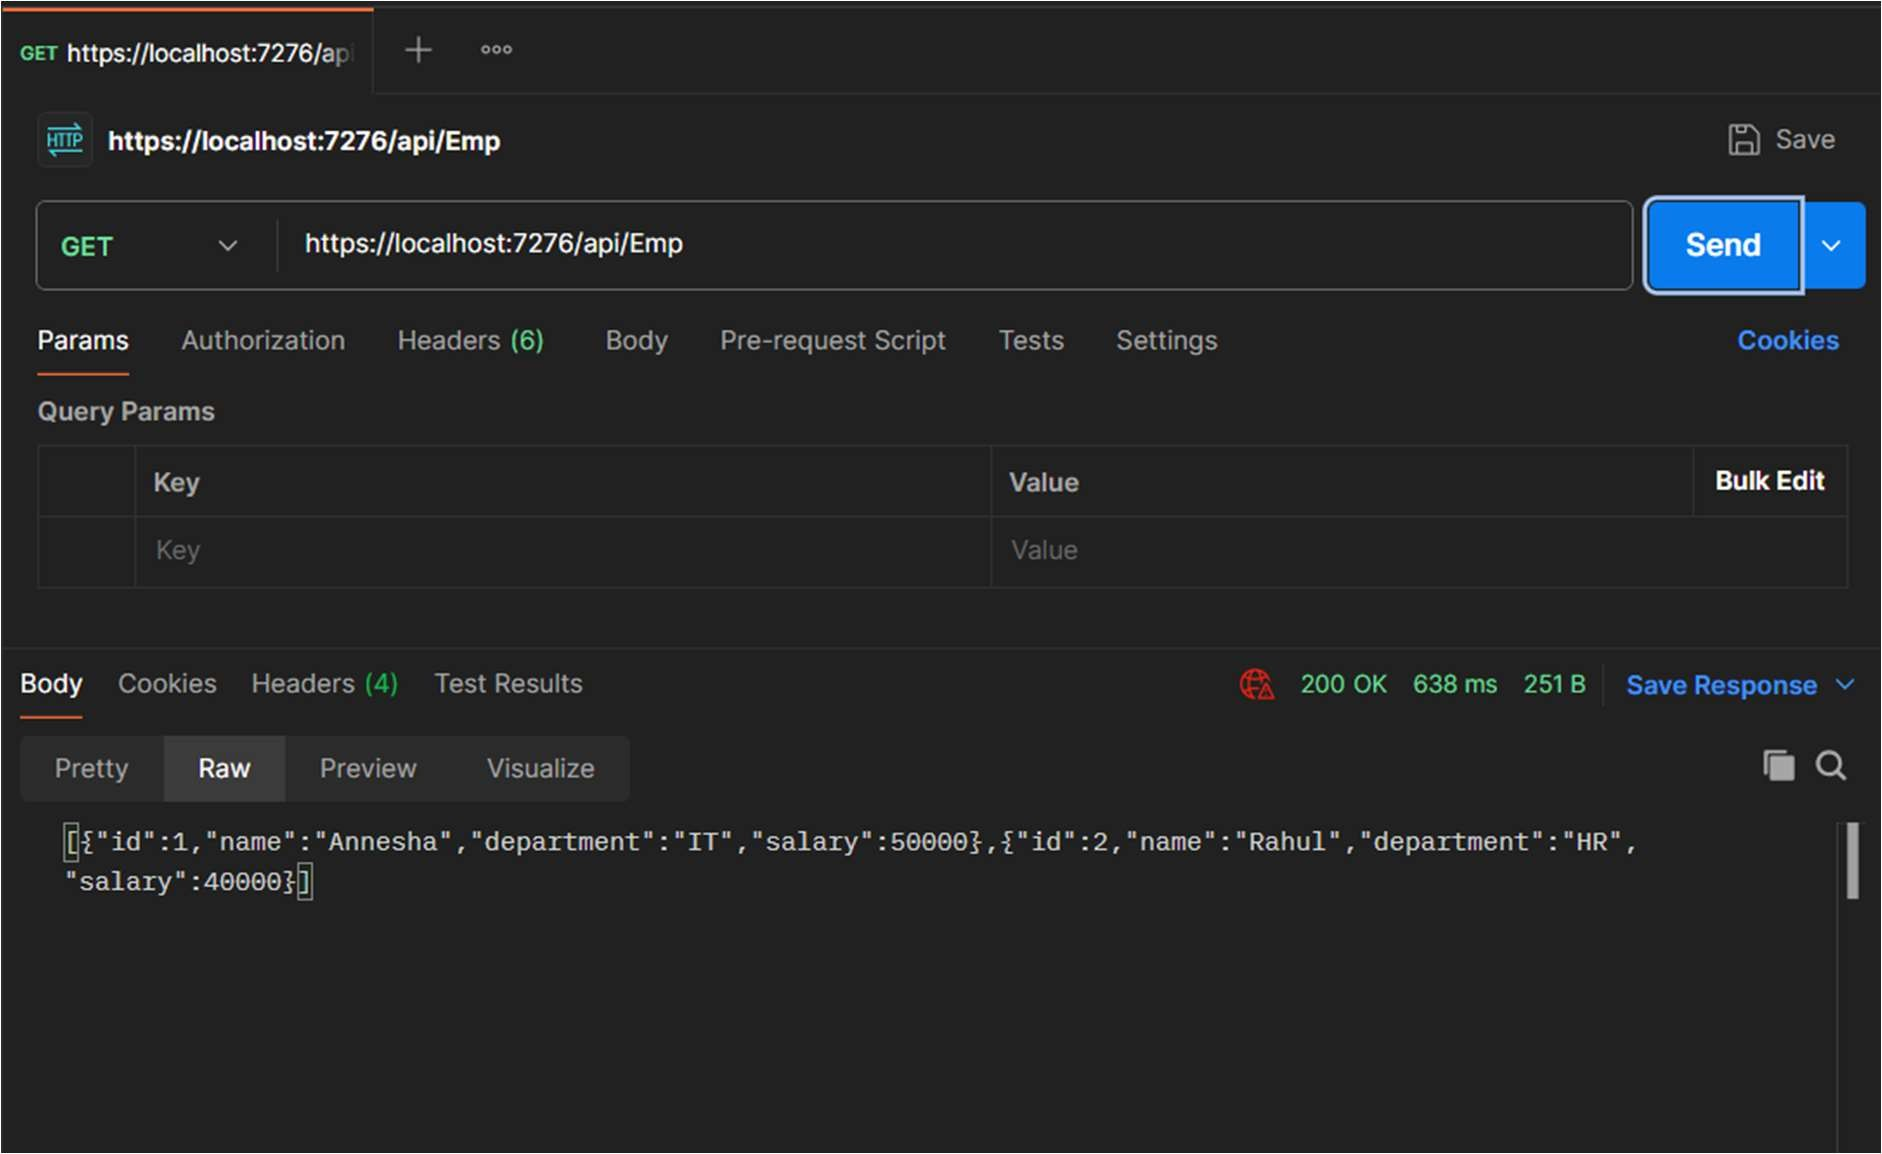 GET https://localhost:7276/api
HTTP https://localhost:7276/api/Emp Save
GET https://localhost:7276/api/Emp Send
Params Authorization Headers (6) Body Pre-request Script Tests Settings Cookies
Query Params
Key Value Bulk Edit
Key Value
Body Cookies Headers (4) Test Results 200 OK 638 ms 251 B Save Response
Pretty Raw Preview Visualize
[{"id":1,"name":"Annesha","department":"IT","salary":50000},{"id":2,"name":"Rahul","department":"HR",
"salary":40000}]